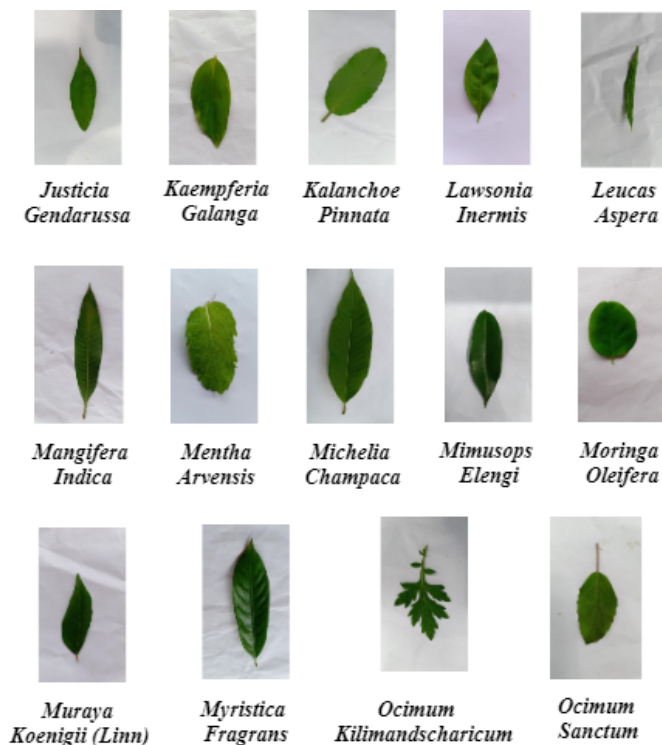 Justicia
Gendarussa
Kaempferia
Galanga
Kalanchoe
Pinnata
Lawsonia
Inermis
Leucas
Aspera
Mangifera
Indica
Mentha
Arvensis
Michelia
Champaca
Mimusops
Elengi
Moringa
Oleifera
Muraya
Koenigii (Linn)
Myristica
Fragrans
Ocimum
Kilimandscharicum
Ocimum
Sanctum